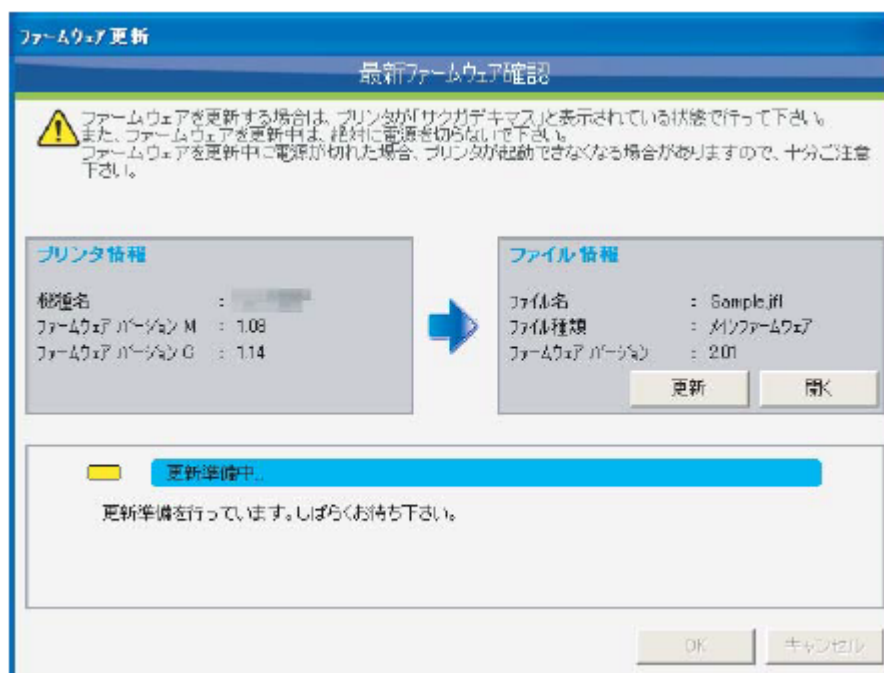 ファームウェア更新
最新ファームウェア確認
ファームウェアを更新する場合は、プリンタが「サクガデキマス」と表示されている状態で行って下さい。
また、ファームウェアを更新中は、絶対に電源を切らないで下さい。
ファームウェアを更新中に電源が切れた場合、プリンタが起動できなくなる場合がありますので、十分ご注意
下さい。
プリンタ情報
機種名 :
ファームウェア バージョン M : 1.09
ファームウェア バージョン C : 1.14
ファイル情報
ファイル名 : Sample.jfl
ファイル種類 : メインファームウェア
ファームウェア バージョン : 2.01
更新 開く
更新準備中..
更新準備を行っています。しばらくお待ち下さい。
OK キャンセル